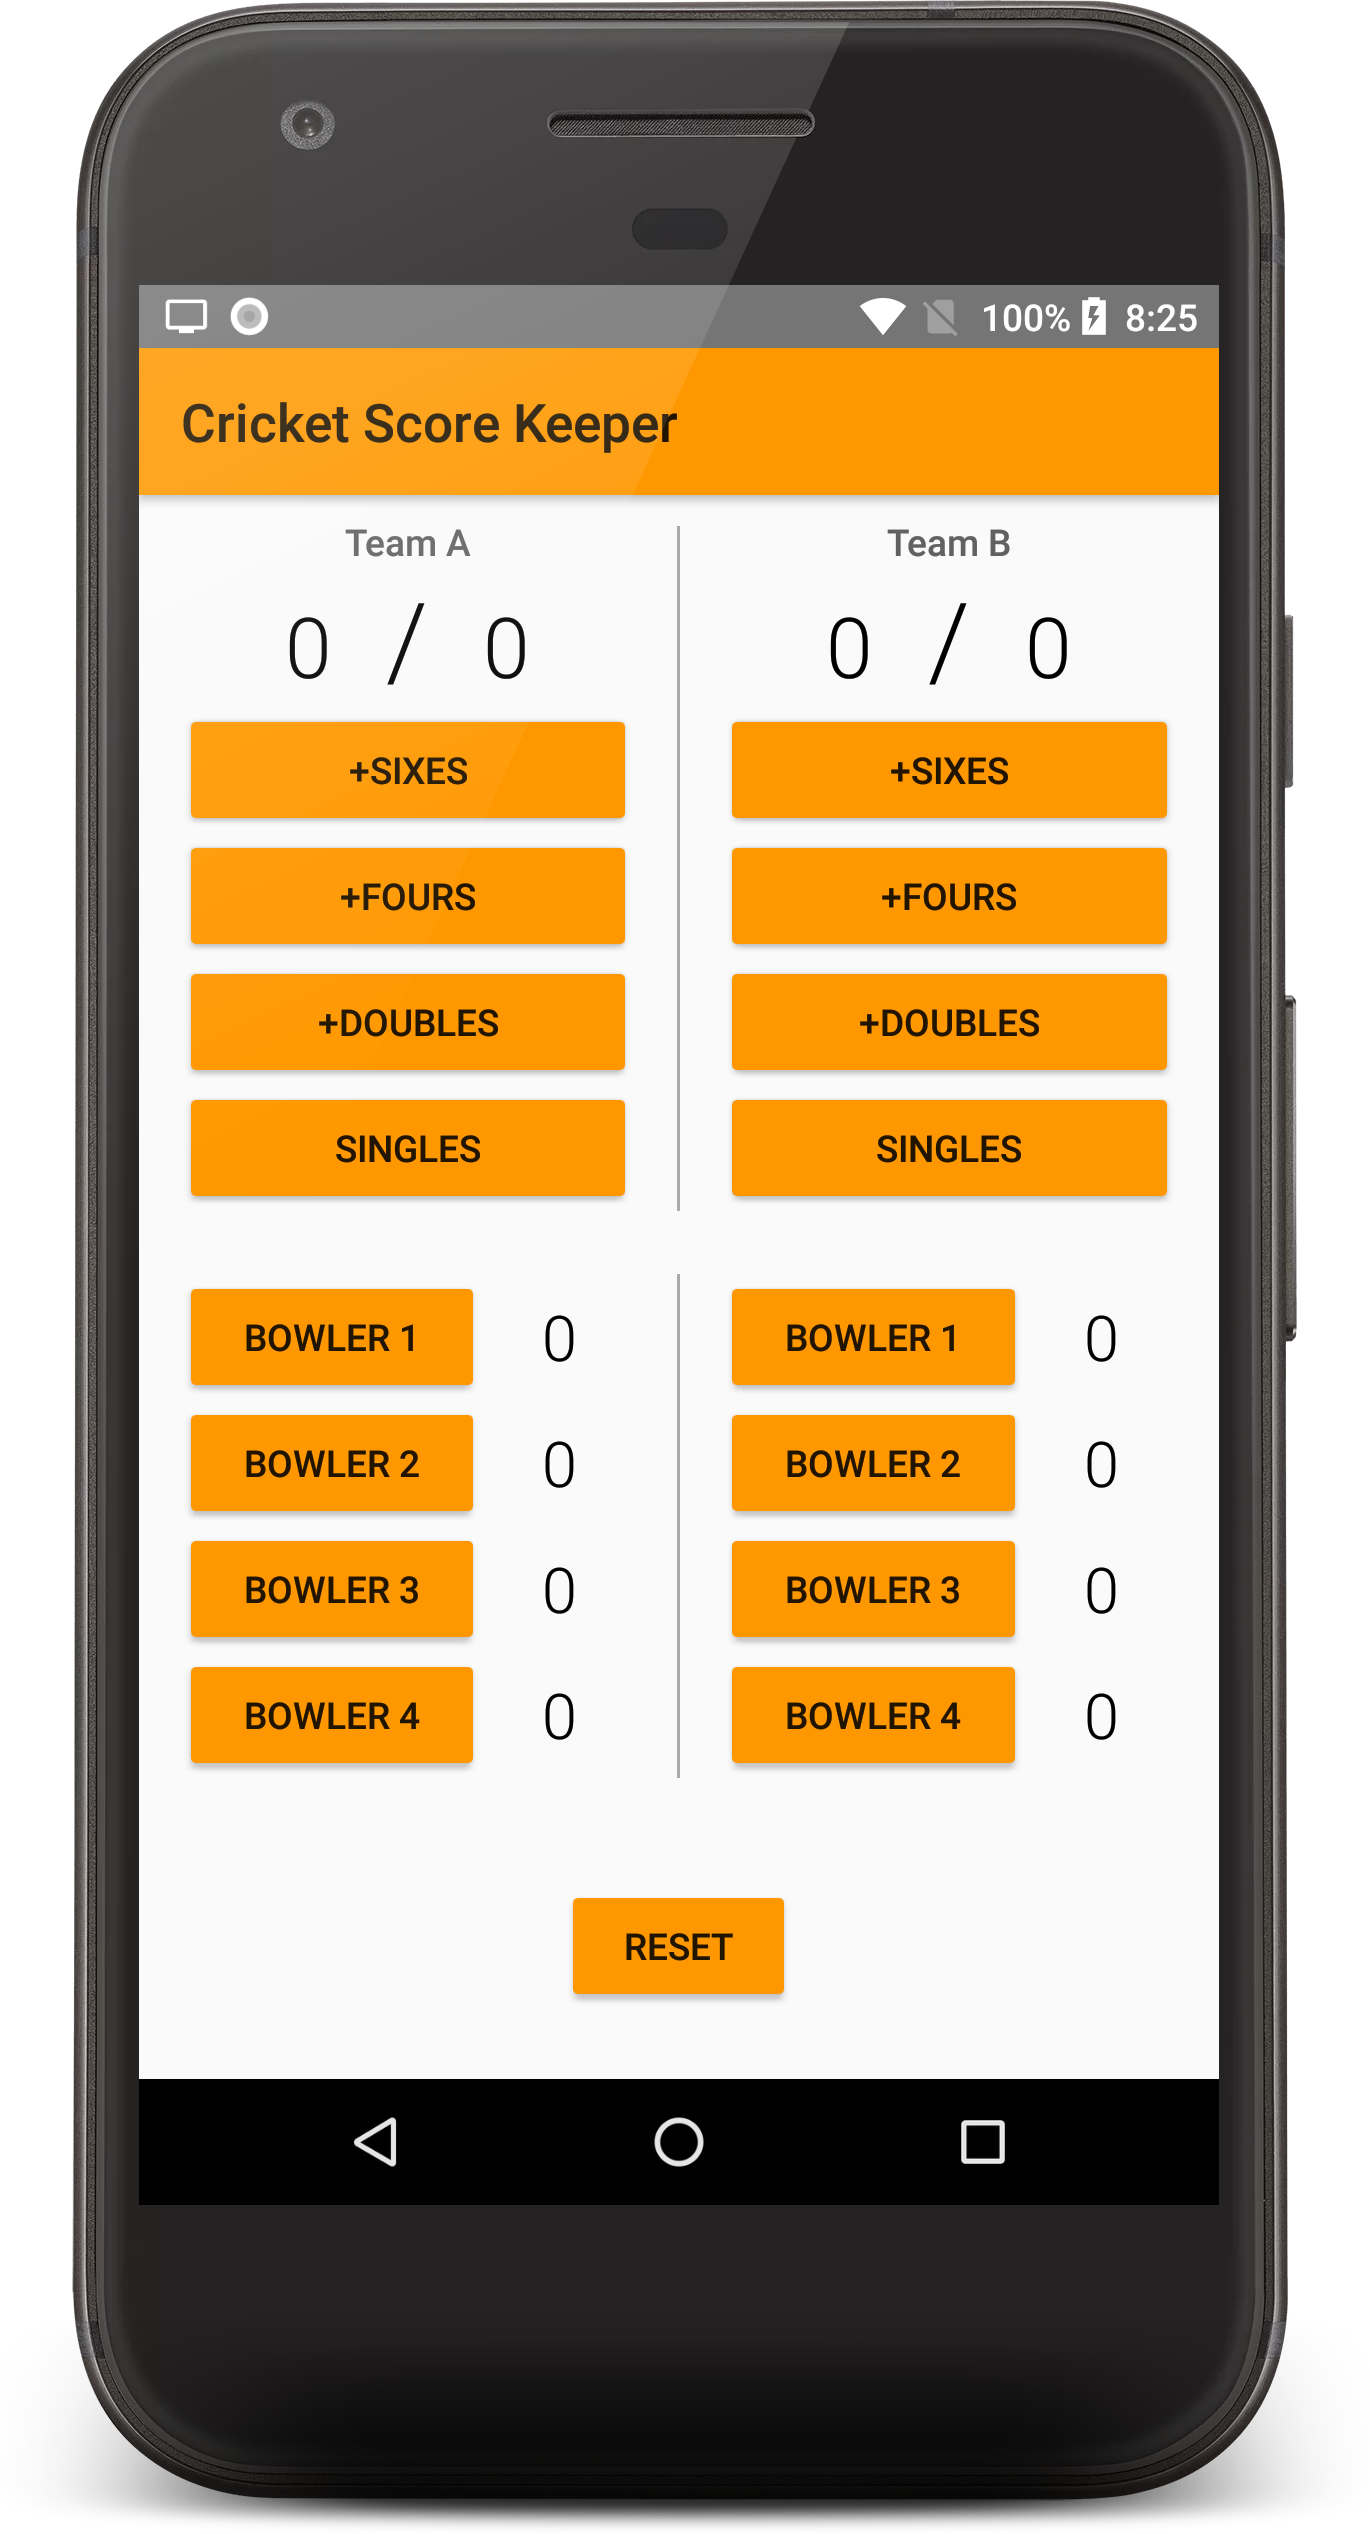 100% 8:25
Cricket Score Keeper
Team A
0 / 0
+SIXES
+FOURS
+DOUBLES
SINGLES
Team B
0 / 0
+SIXES
+FOURS
+DOUBLES
SINGLES
BOWLER 1 0
BOWLER 2 0
BOWLER 3 0
BOWLER 4 0
BOWLER 1 0
BOWLER 2 0
BOWLER 3 0
BOWLER 4 0
RESET